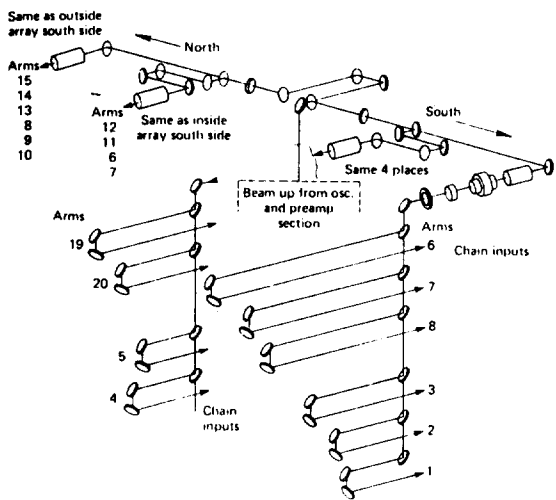 Same as outside
array south side
North
Arms
15
14
13
8
9
10
Arms
12
11
6
7
Same as inside
array south side
South
Same 4 places
Beam up from osc.
and preamp
section
Arms
19
20
5
4
Chain
inputs
Arms
Chain inputs
6
7
8
3
2
1